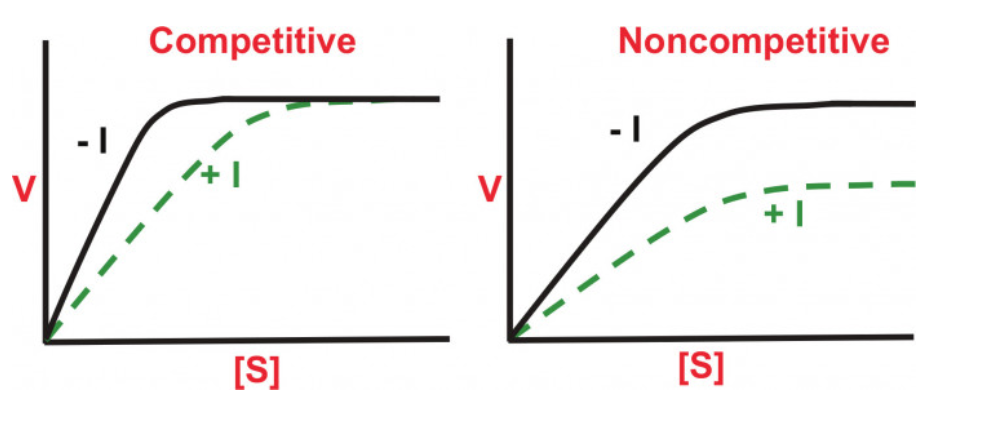 Competitive
- I
+ I
V
[S]
Noncompetitive
- I
+ I
V
[S]